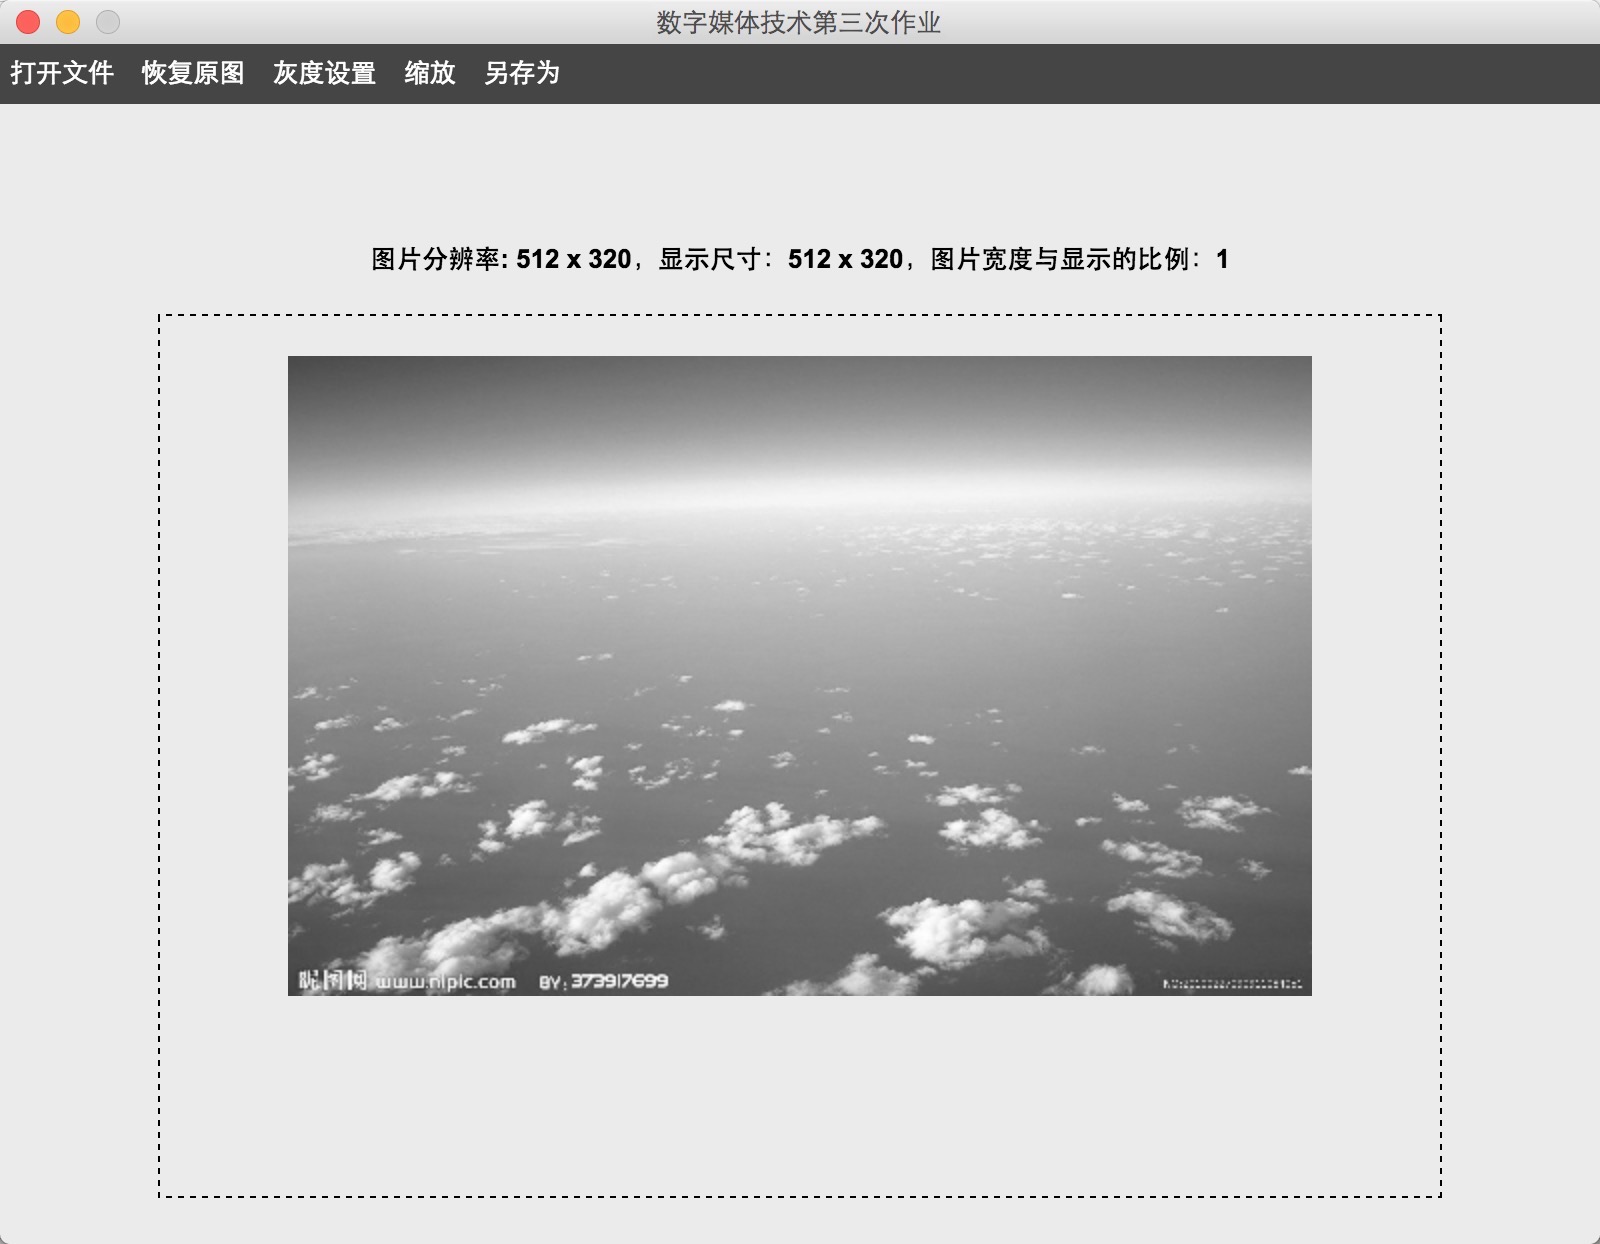 数字媒体技术第三次作业
打开文件 恢复原图 灰度设置 缩放 另存为
图片分辨率: 512 x 320，显示尺寸：512 x 320，图片宽度与显示的比例：1
昵图网 www.nipic.com BY:373917699